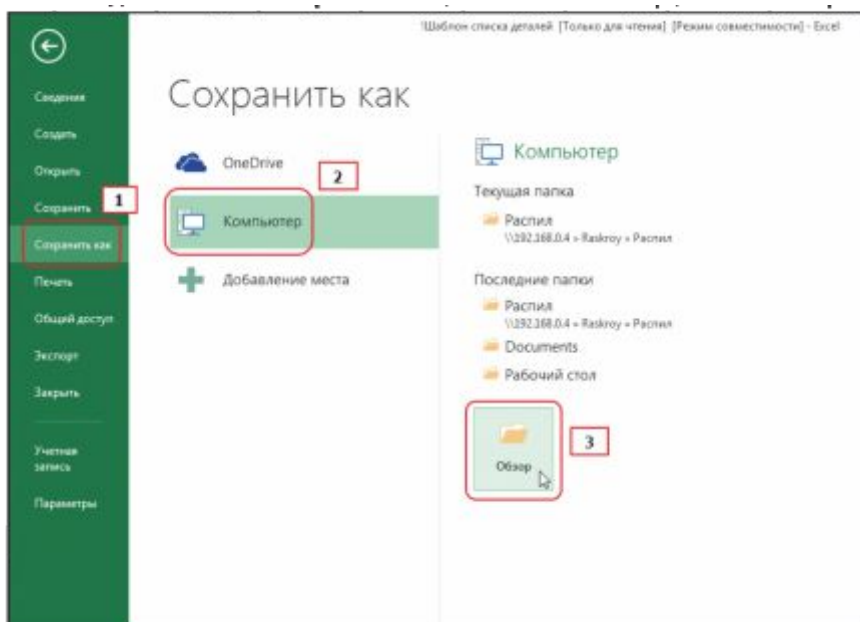 !Шаблон списка деталей [Только для чтения] [Режим совместимости] - Excel
Сведения
Создать
Открыть
Сохранить
1
Сохранить как
Печать
Общий доступ
Экспорт
Закрыть
Учетная
запись
Параметры
Сохранить как
OneDrive
2
Компьютер
Добавление места
Компьютер
Текущая папка
Распил
\\192.168.0.4 » Raskroy » Распил
Последние папки
Распил
\\192.168.0.4 » Raskroy » Распил
Documents
Рабочий стол
Обзор
3